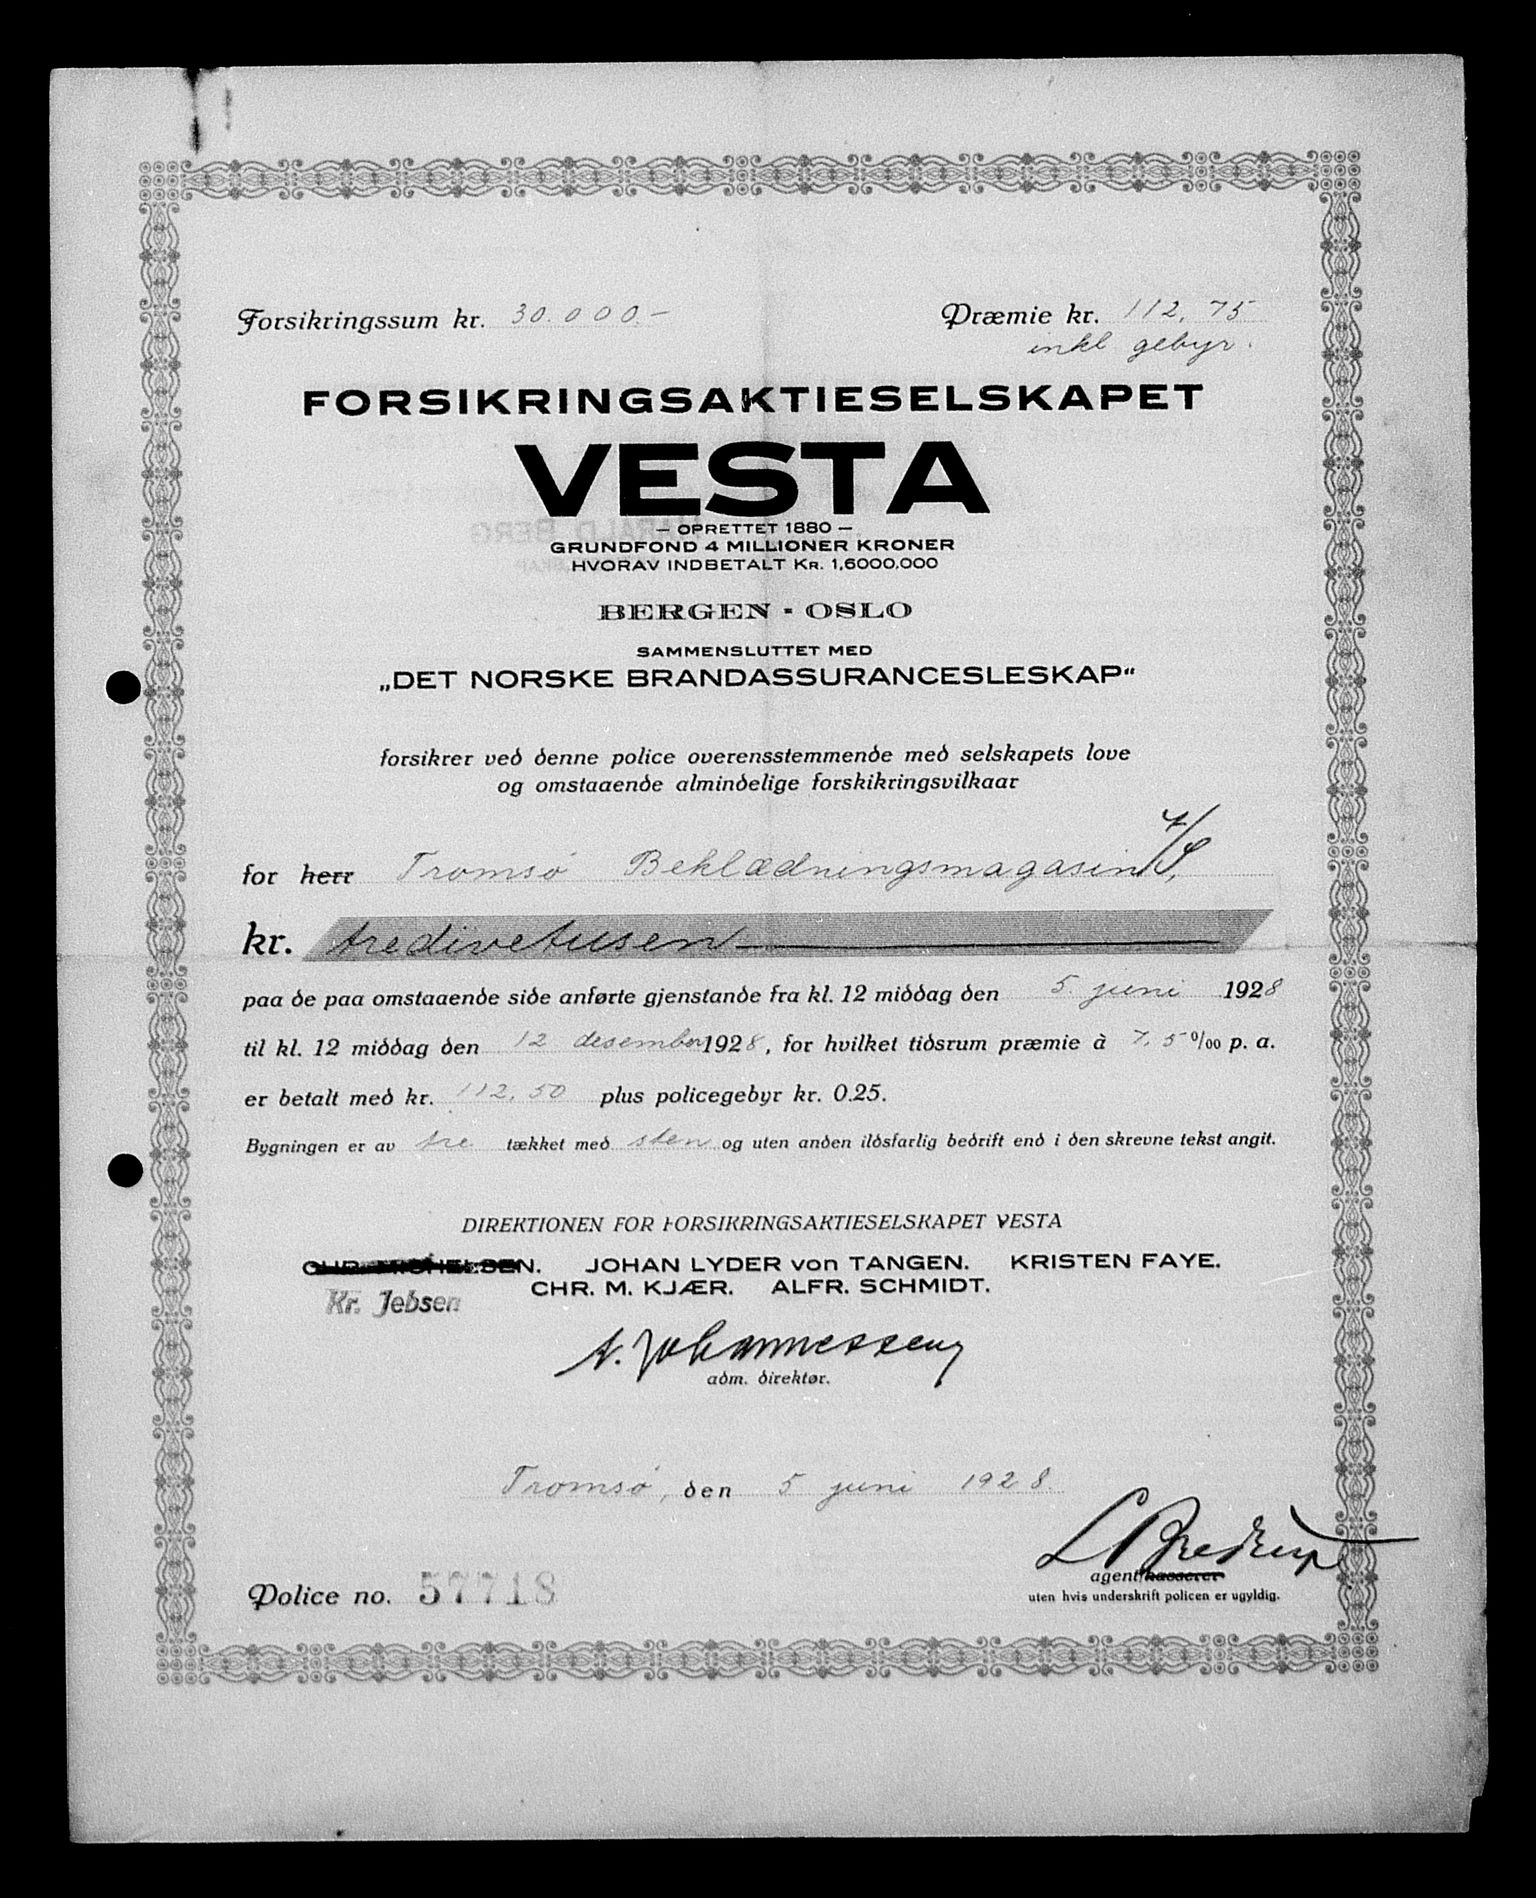 Forsikringssum kr. 30.000.-
Præmie kr. 112,75
inkl gebyr.
FORSIKRINGSAKTIESELSKAPET
VESTA
— OPRETTET 1880 —
GRUNDFOND 4 MILLIONER KRONER
HVORAV INDBETALT KR. 1,6000,000
BERGEN - OSLO
SAMMENSLUTTET MED
„DET NORSKE BRANDASSURANCESLESKAP“
forsikrer ved denne police overensstemmende med selskapets love
og omstaaende almindelige forskikringsvilkaar
for herr Tromsø Beklædningsmagasin A/S,
kr. tredivetusen
paa de paa omstaaende side anførte gjenstande fra kl. 12 middag den 5. juni 1928
til kl. 12 middag den 12 desember 1928, for hvilket tidsrum præmie à 7,5 ‰ p. a.
er betalt med kr. 112,50 plus policegebyr kr. 0.25.
Bygningen er av tre tækket med sten og uten anden ildsfarlig bedrift end i den skrevne tekst angit.
DIREKTIONEN FOR FORSIKRINGSAKTIESELSKAPET VESTA
CHR. MICHELSEN. JOHAN LYDER von TANGEN. KRISTEN FAYE.
Kr. Jebsen CHR. M. KJÆR. ALFR. SCHMIDT.
Johannessen
adm. direktør.
Tromsø, den 5 juni 1928.
agent/kasserer
uten hvis underskrift policen er ugyldig.
Police no. 57718
HARALD BERG